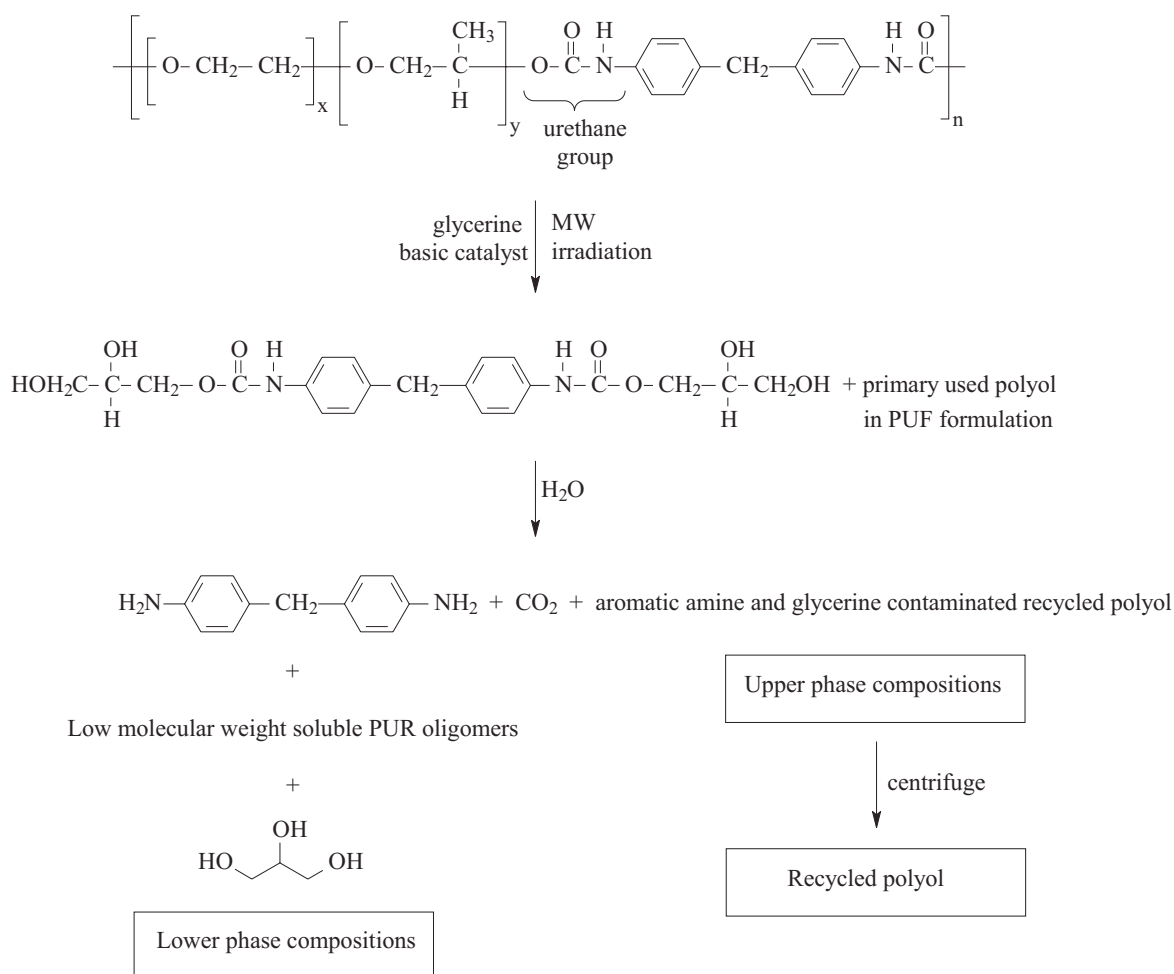 CH3
O
H
H
O
O—CH2—CH2
O—CH2—CH
O—C—N
CH2
N—C
H
x
y
n
urethane
group
glycerine
basic catalyst
MW
irradiation
OH
O
H
H
O
OH
HOH2C—C—CH2—O—C—N
CH2
N—C—O—CH2—C—CH2OH + primary used polyol
H
H
in PUF formulation
H2O
H2N
CH2
NH2 + CO2 + aromatic amine and glycerine contaminated recycled polyol
+
Upper phase compositions
Low molecular weight soluble PUR oligomers
+
centrifuge
OH
HO
OH
Recycled polyol
Lower phase compositions